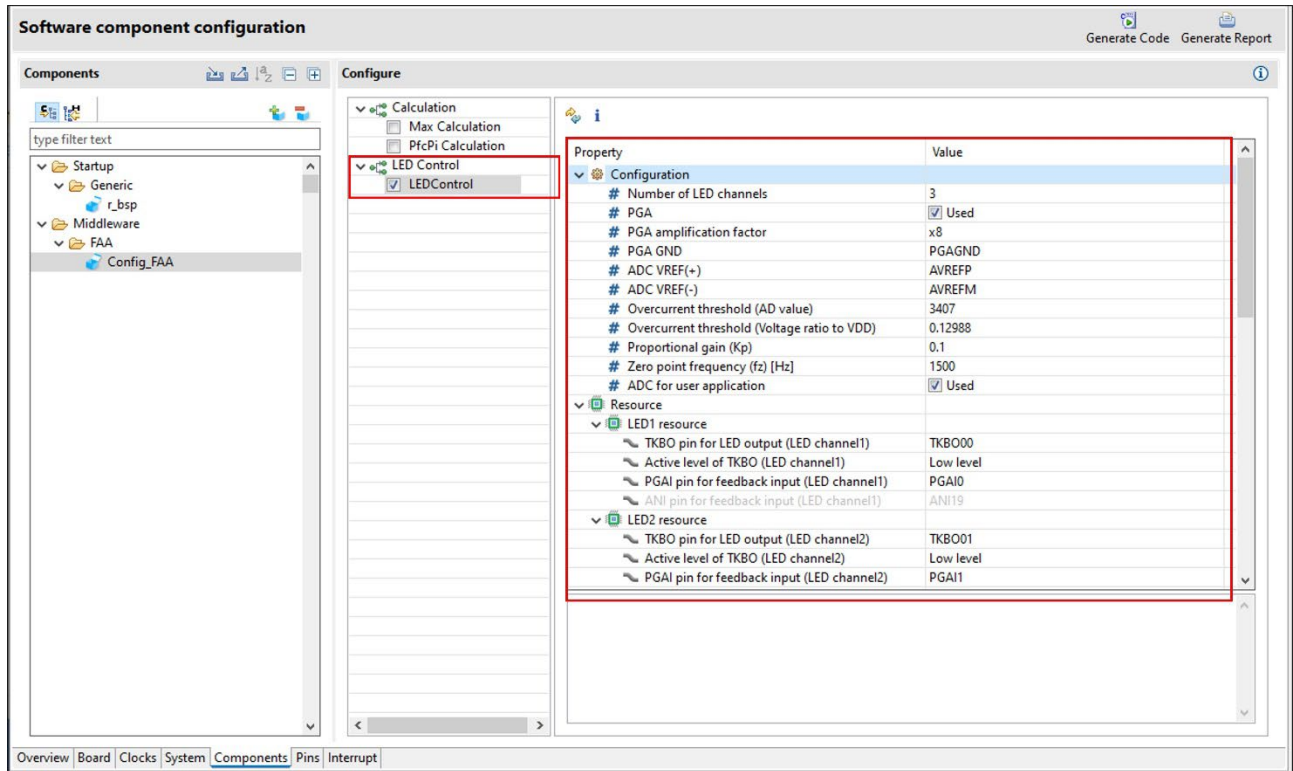 Software component configuration
Generate Code Generate Report
Components
Configure
type filter text
Startup
Generic
r_bsp
Middleware
FAA
Config_FAA
Calculation
Max Calculation
PfcPi Calculation
LED Control
LEDControl
Property Value
Configuration
# Number of LED channels 3
# PGA Used
# PGA amplification factor x8
# PGA GND PGAGND
# ADC VREF(+) AVREFP
# ADC VREF(-) AVREFM
# Overcurrent threshold (AD value) 3407
# Overcurrent threshold (Voltage ratio to VDD) 0.12988
# Proportional gain (Kp) 0.1
# Zero point frequency (fz) [Hz] 1500
# ADC for user application Used
Resource
LED1 resource
TKBO pin for LED output (LED channel1) TKBO00
Active level of TKBO (LED channel1) Low level
PGAI pin for feedback input (LED channel1) PGAI0
ANI pin for feedback input (LED channel1) ANI19
LED2 resource
TKBO pin for LED output (LED channel2) TKBO01
Active level of TKBO (LED channel2) Low level
PGAI pin for feedback input (LED channel2) PGAI1
Overview Board Clocks System Components Pins Interrupt